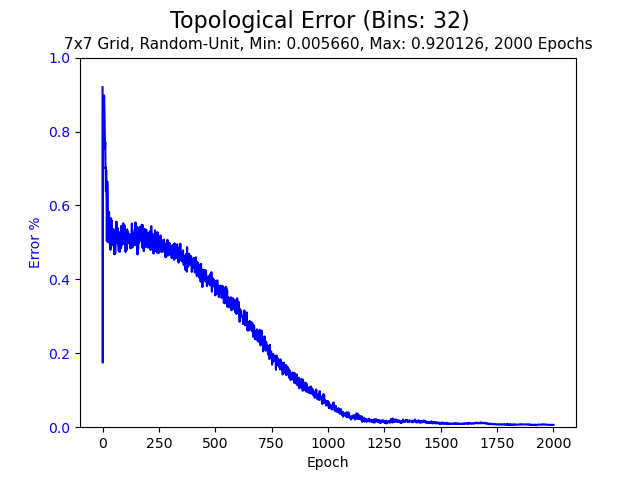 Topological Error (Bins: 32)
7x7 Grid, Random-Unit, Min: 0.005660, Max: 0.920126, 2000 Epochs
1.0
0.8
0.6
0.4
0.2
0.0
Error %
0 250 500 750 1000 1250 1500 1750 2000
Epoch